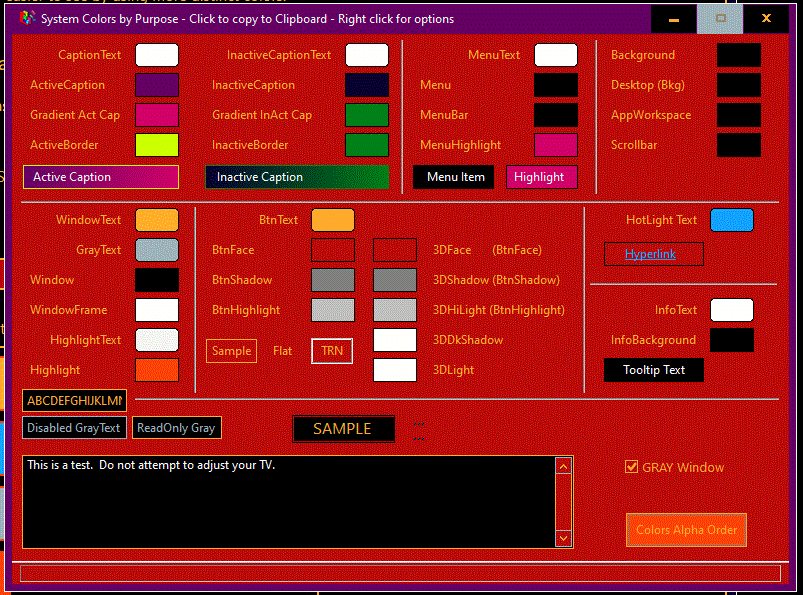 System Colors by Purpose - Click to copy to Clipboard - Right click for options
CaptionText InactiveCaptionText MenuText Background
ActiveCaption InactiveCaption Menu Desktop (Bkg)
Gradient Act Cap Gradient InAct Cap MenuBar AppWorkspace
ActiveBorder InactiveBorder MenuHighlight Scrollbar
Active Caption Inactive Caption Menu Item Highlight
WindowText BtnText HotLight Text
GrayText BtnFace 3DFace (BtnFace) Hyperlink
Window BtnShadow 3DShadow (BtnShadow)
WindowFrame BtnHighlight 3DHiLight (BtnHighlight) InfoText
HighlightText 3DDkShadow InfoBackground
Sample Flat TRN
Highlight 3DLight Tooltip Text
ABCDEFGHIJKLM
Disabled GrayText ReadOnly Gray SAMPLE
This is a test. Do not attempt to adjust your TV.
GRAY Window
Colors Alpha Order